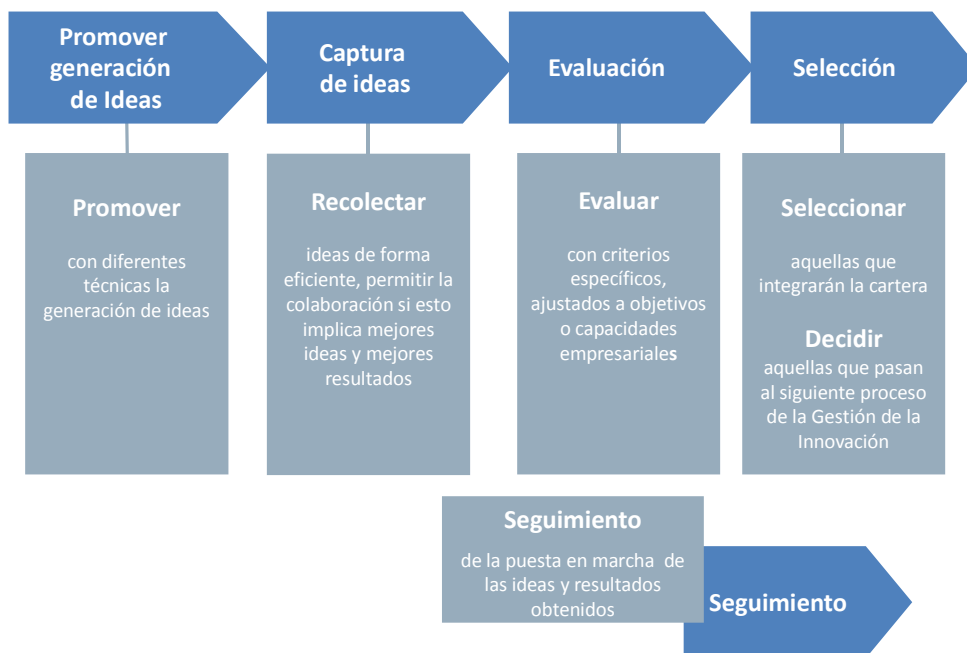 Promover
generación
de Ideas
Captura
de ideas
Evaluación
Selección
Promover
con diferentes
técnicas la
generación de ideas
Recolectar
ideas de forma
eficiente, permitir la
colaboración si esto
implica mejores
ideas y mejores
resultados
Evaluar
con criterios
específicos,
ajustados a objetivos
o capacidades
empresariales
Seleccionar
aquellas que
integrarán la cartera
Decidir
aquellas que pasan
al siguiente proceso
de la Gestión de la
Innovación
Seguimiento
de la puesta en marcha de
las ideas y resultados
obtenidos
Seguimiento